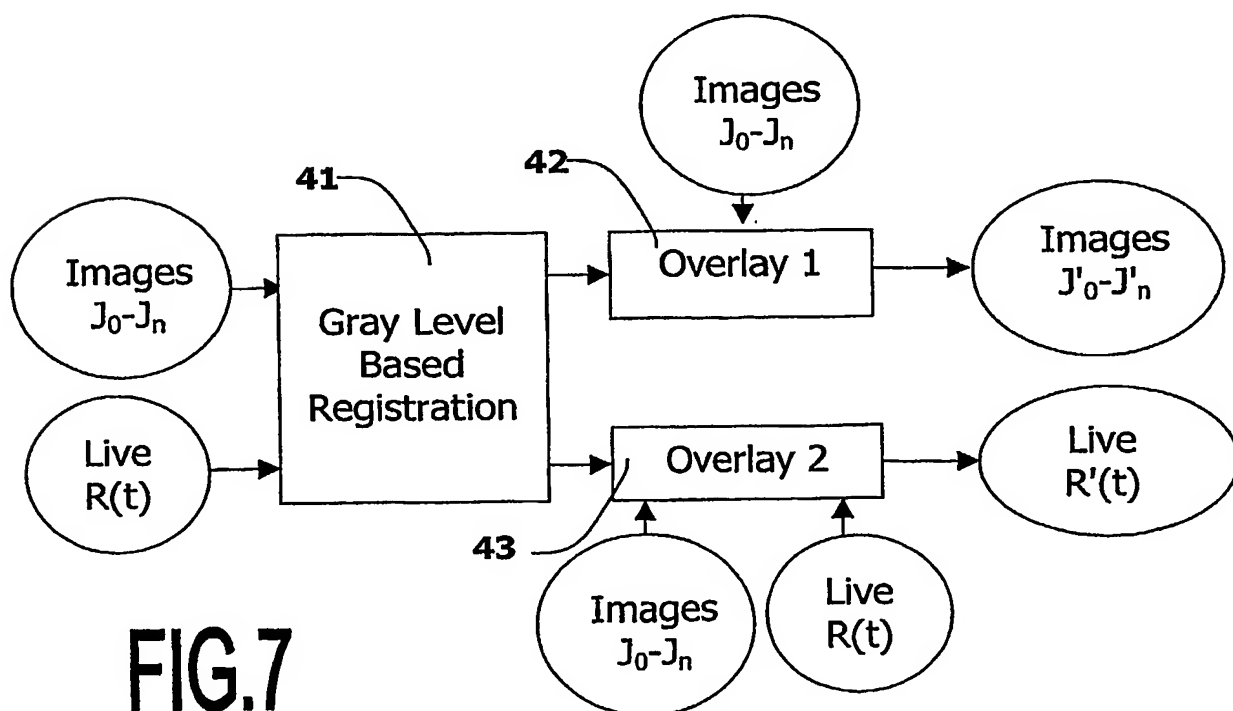 Images
J₀-Jₙ
42
41
Overlay 1
Images
J'₀-J'ₙ
Images
J₀-Jₙ
Gray Level
Based
Registration
Live
R(t)
Overlay 2
Live
R'(t)
43
Images
J₀-Jₙ
Live
R(t)
FIG.7